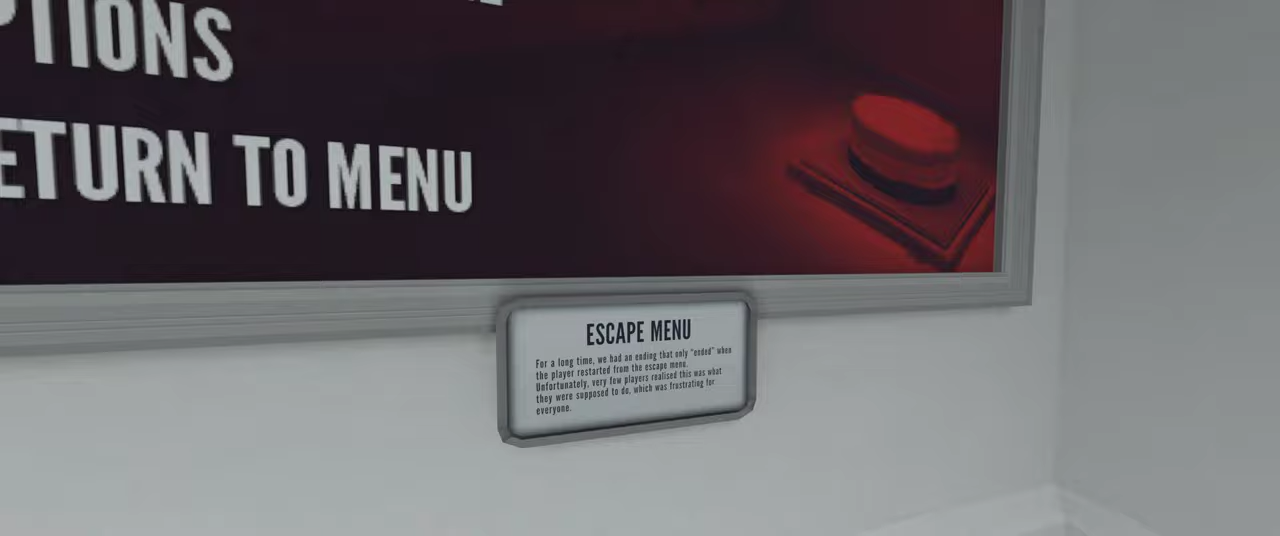 PTIONS
ETURN TO MENU
ESCAPE MENU
For a long time, we had an ending that only "ended" when
the player restarted from the escape menu.
Unfortunately, very few players realised this was what
they were supposed to do, which was frustrating for
everyone.